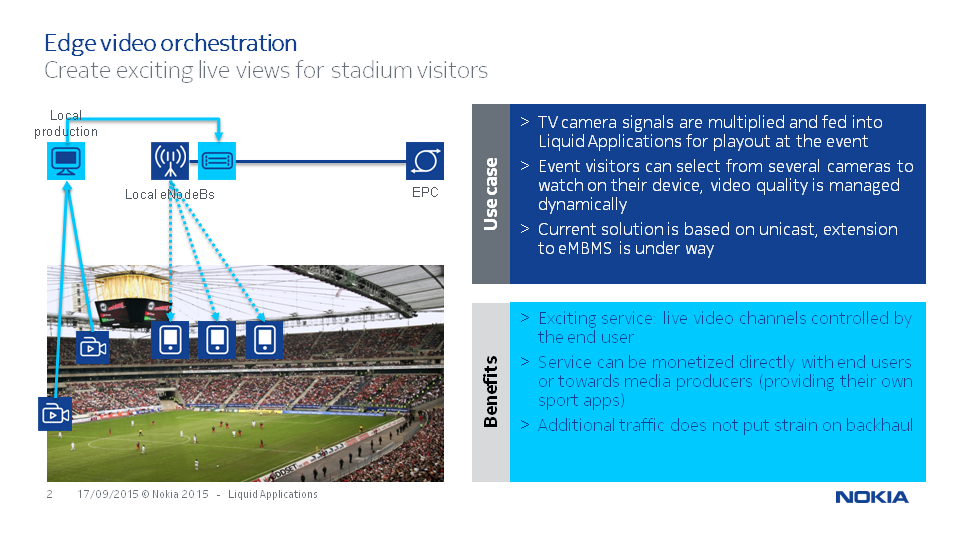 Edge video orchestration
Create exciting live views for stadium visitors
Local
production
Local eNodeBs
EPC
Use case
> TV camera signals are multiplied and fed into
Liquid Applications for playout at the event
> Event visitors can select from several cameras to
watch on their device, video quality is managed
dynamically
> Current solution is based on unicast, extension
to eMBMS is under way
Benefits
> Exciting service: live video channels controlled by
the end user
> Service can be monetized directly with end users
or towards media producers (providing their own
sport apps)
> Additional traffic does not put strain on backhaul
2 17/09/2015 © Nokia 2015 - Liquid Applications
NOKIA